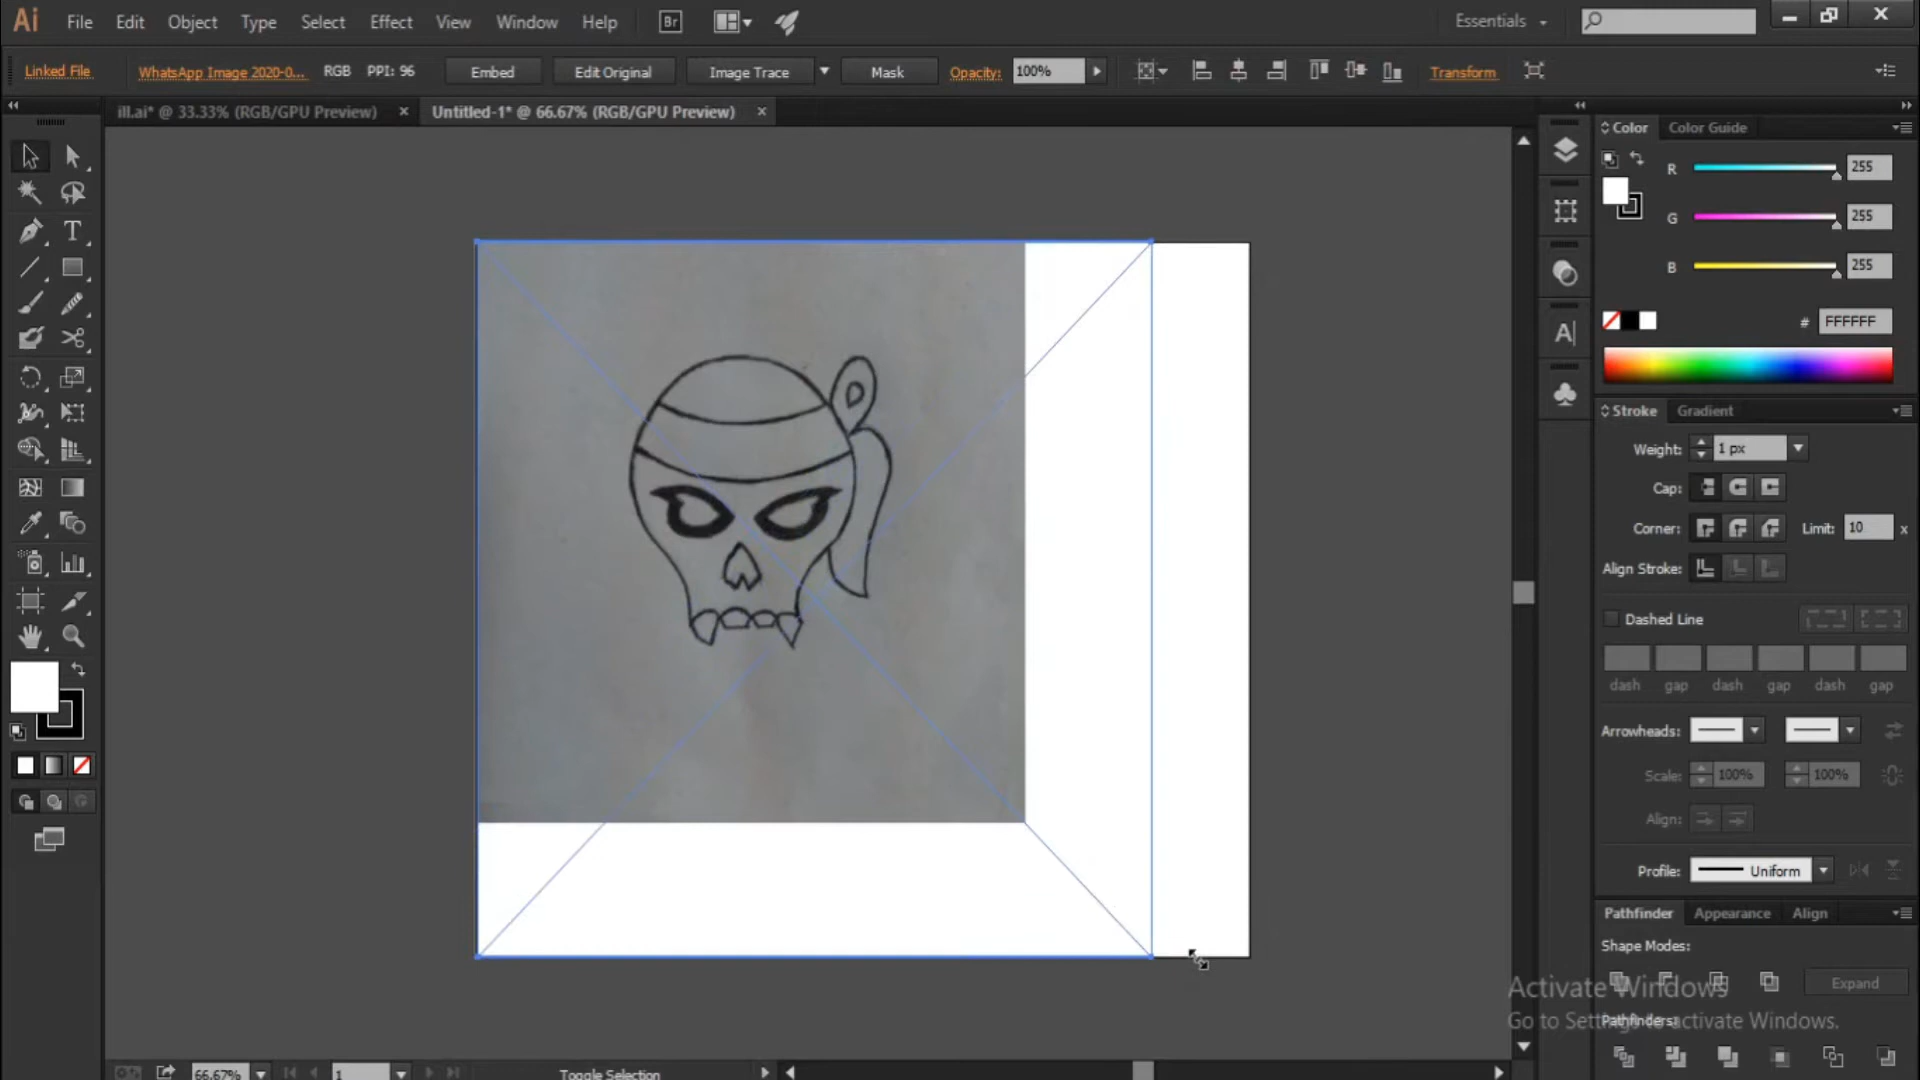 Ai File Edit Object Type Select Effect View Window Help Br Essentials
Linked File WhatsApp Image 2020-0... RGB PPI: 96 Embed Edit Original Image Trace Mask Opacity: 100% Transform
ill.ai* @ 33.33% (RGB/GPU Preview) Untitled-1* @ 66.67% (RGB/GPU Preview)
Color Color Guide
R 255
G 255
B 255
# FFFFFF
Stroke Gradient
Weight: 1 px
Cap:
Corner: Limit: 10 x
Align Stroke:
Dashed Line
dash gap dash gap dash gap
Arrowheads:
Scale: 100% 100%
Align:
Profile: Uniform
Pathfinder Appearance Align
Shape Modes:
Expand
Activate Windows
Pathfinders:
Go to Settings to activate Windows.
66.67% 1 Toggle Selection